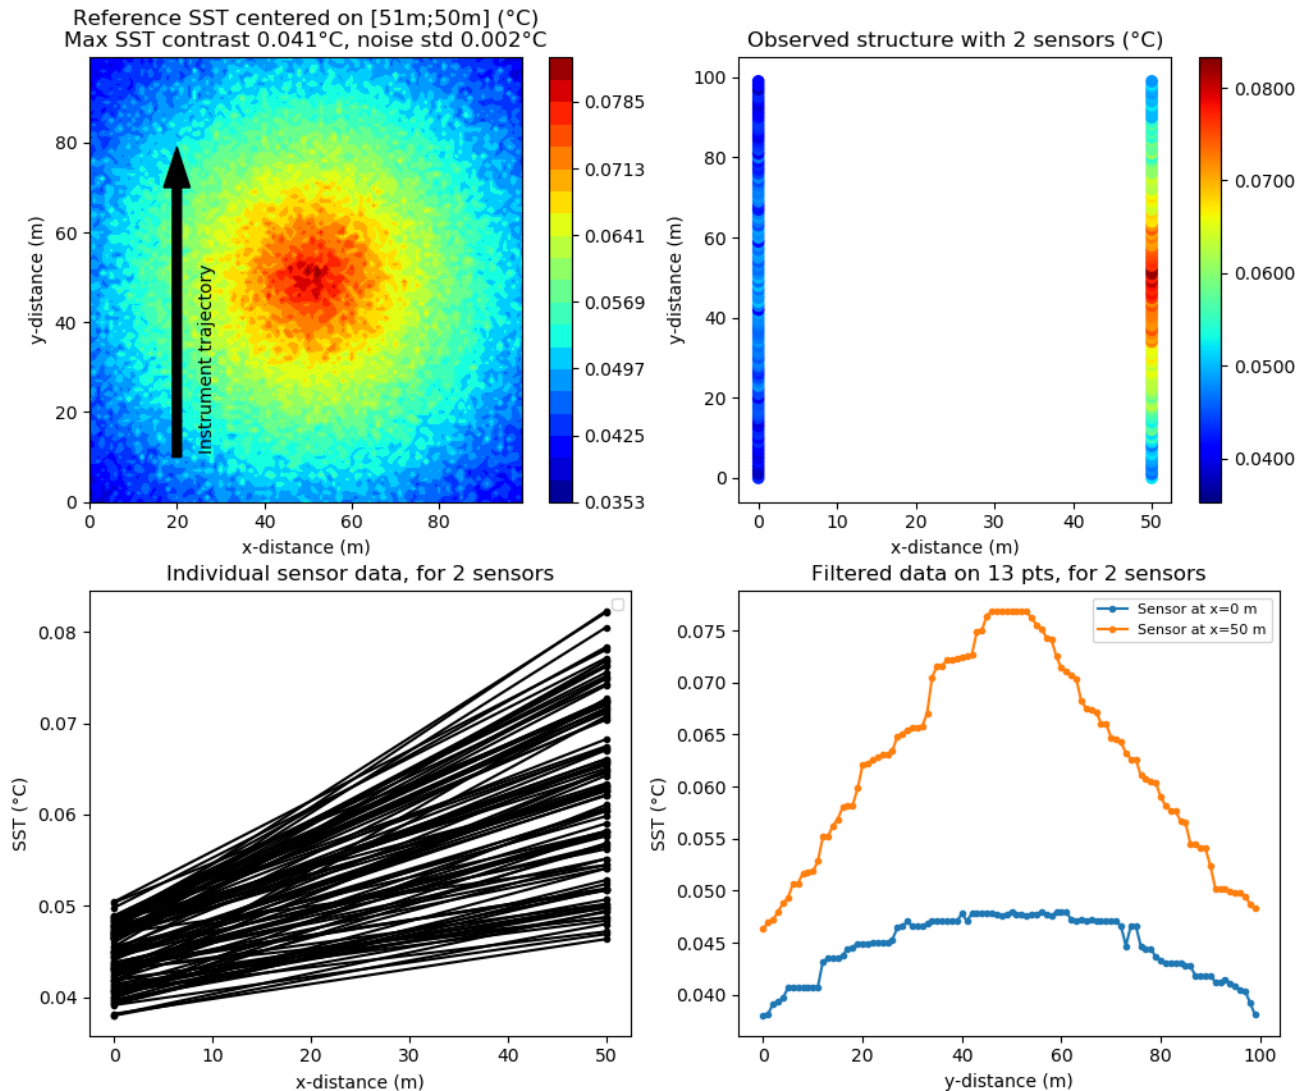 Reference SST centered on [51m;50m] (°C)
Max SST contrast 0.041°C, noise std 0.002°C
80
60
40
20
0
y-distance (m)
Instrument trajectory
0 20 40 60 80
x-distance (m)
0.0785
0.0713
0.0641
0.0569
0.0497
0.0425
0.0353
Observed structure with 2 sensors (°C)
100
80
60
40
20
0
y-distance (m)
0 10 20 30 40 50
x-distance (m)
0.0800
0.0700
0.0600
0.0500
0.0400
Individual sensor data, for 2 sensors
0.08
0.07
0.06
0.05
0.04
SST (°C)
0 10 20 30 40 50
x-distance (m)
Filtered data on 13 pts, for 2 sensors
Sensor at x=0 m
Sensor at x=50 m
0.075
0.070
0.065
0.060
0.055
0.050
0.045
0.040
SST (°C)
0 20 40 60 80 100
y-distance (m)